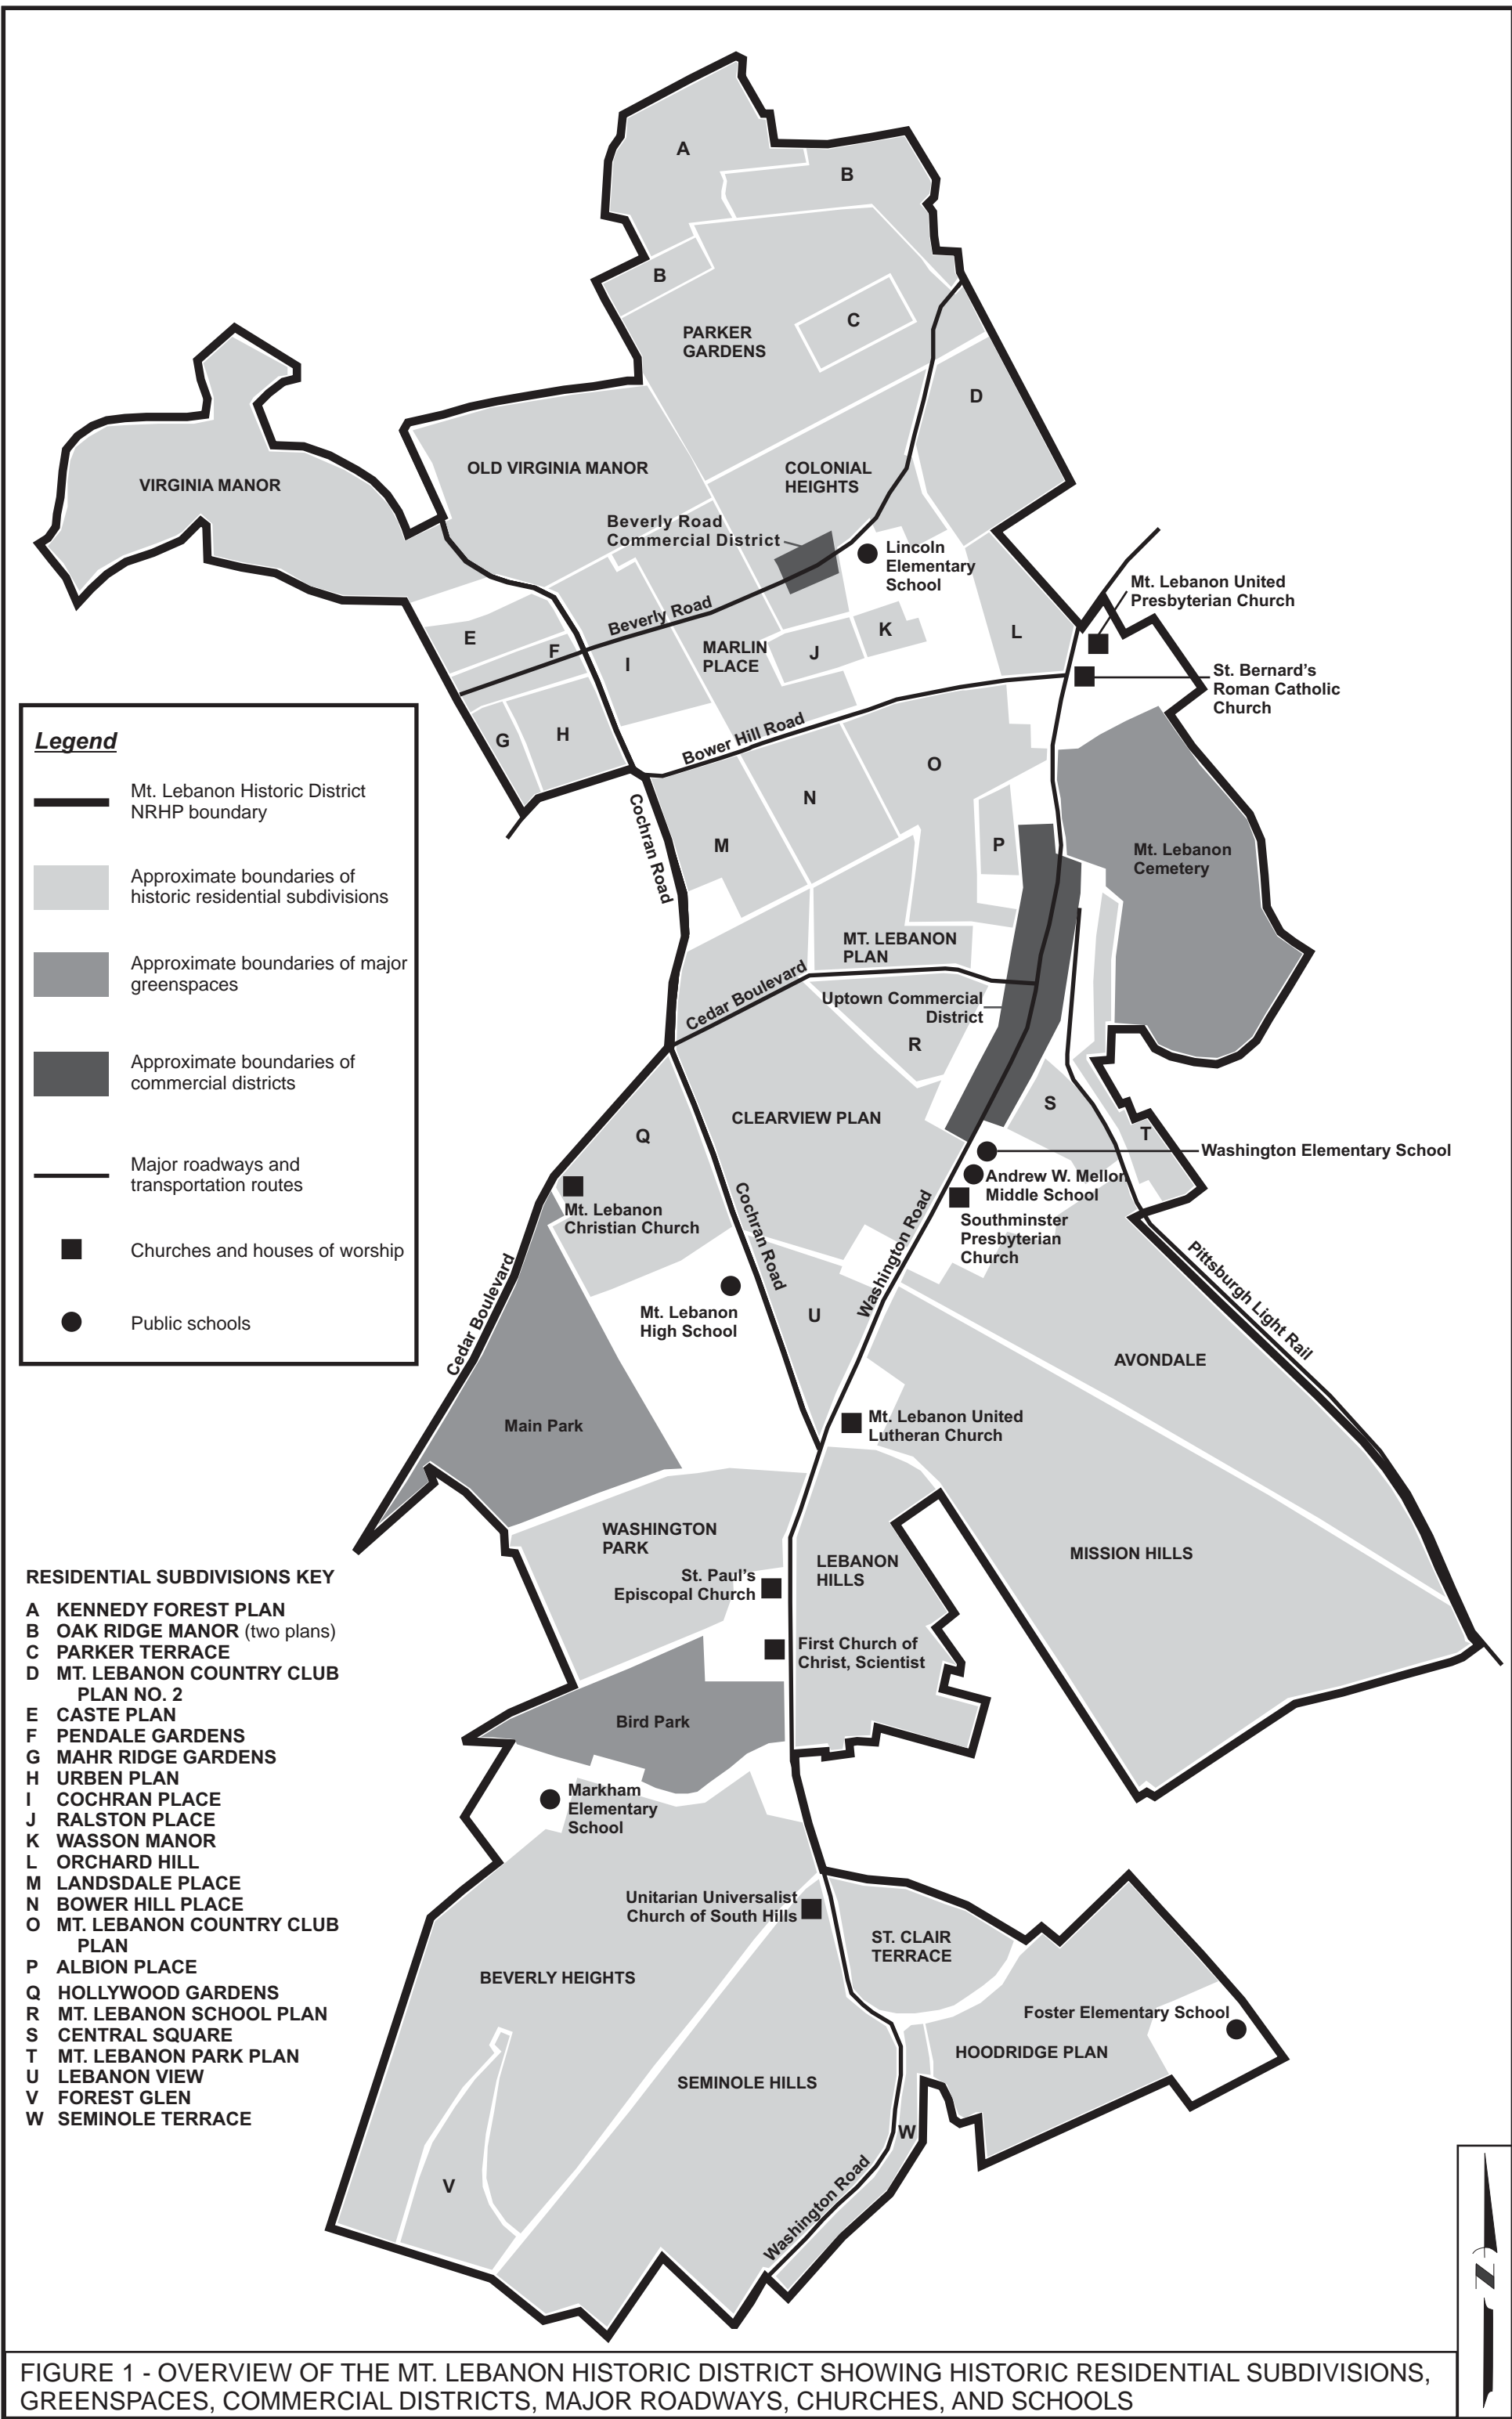 A
B
B
C
PARKER
GARDENS
D
VIRGINIA MANOR
OLD VIRGINIA MANOR
COLONIAL
HEIGHTS
Beverly Road
Commercial District
Lincoln
Elementary
School
Mt. Lebanon United
Presbyterian Church
Beverly Road
E
F
I
MARLIN
PLACE
J
K
L
St. Bernard's
Roman Catholic
Church
G
H
Bower Hill Road
O
N
M
P
Cochran Road
Mt. Lebanon
Cemetery
MT. LEBANON
PLAN
Cedar Boulevard
Uptown Commercial
District
R
CLEARVIEW PLAN
S
T
Q
Washington Elementary School
Andrew W. Mellon
Middle School
Mt. Lebanon
Christian Church
Cochran Road
Washington Road
Southminster
Presbyterian
Church
Pittsburgh Light Rail
Cedar Boulevard
Mt. Lebanon
High School
U
AVONDALE
Main Park
Mt. Lebanon United
Lutheran Church
WASHINGTON
PARK
LEBANON
HILLS
MISSION HILLS
St. Paul's
Episcopal Church
First Church of
Christ, Scientist
Bird Park
Markham
Elementary
School
Unitarian Universalist
Church of South Hills
ST. CLAIR
TERRACE
BEVERLY HEIGHTS
Foster Elementary School
HOODRIDGE PLAN
SEMINOLE HILLS
W
V
Washington Road
Legend
Mt. Lebanon Historic District
NRHP boundary
Approximate boundaries of
historic residential subdivisions
Approximate boundaries of major
greenspaces
Approximate boundaries of
commercial districts
Major roadways and
transportation routes
Churches and houses of worship
Public schools
RESIDENTIAL SUBDIVISIONS KEY
A KENNEDY FOREST PLAN
B OAK RIDGE MANOR (two plans)
C PARKER TERRACE
D MT. LEBANON COUNTRY CLUB
PLAN NO. 2
E CASTE PLAN
F PENDALE GARDENS
G MAHR RIDGE GARDENS
H URBEN PLAN
I COCHRAN PLACE
J RALSTON PLACE
K WASSON MANOR
L ORCHARD HILL
M LANDSDALE PLACE
N BOWER HILL PLACE
O MT. LEBANON COUNTRY CLUB
PLAN
P ALBION PLACE
Q HOLLYWOOD GARDENS
R MT. LEBANON SCHOOL PLAN
S CENTRAL SQUARE
T MT. LEBANON PARK PLAN
U LEBANON VIEW
V FOREST GLEN
W SEMINOLE TERRACE
N
FIGURE 1 - OVERVIEW OF THE MT. LEBANON HISTORIC DISTRICT SHOWING HISTORIC RESIDENTIAL SUBDIVISIONS,
GREENSPACES, COMMERCIAL DISTRICTS, MAJOR ROADWAYS, CHURCHES, AND SCHOOLS